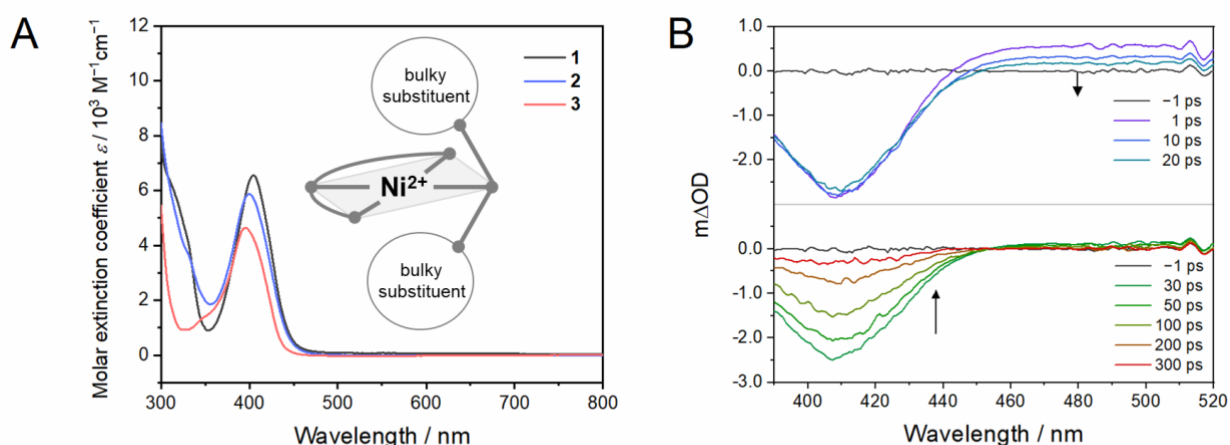 A
Molar extinction coefficient ε / 10³ M⁻¹cm⁻¹
12
10
8
6
4
2
0
300
400
500
600
700
800
Wavelength / nm
1
2
3
bulky
substituent
Ni²⁺
bulky
substituent
B
mΔOD
1.0
0.0
-1.0
-2.0
0.0
-1.0
-2.0
-3.0
400
420
440
460
480
500
520
Wavelength / nm
−1 ps
1 ps
10 ps
20 ps
−1 ps
30 ps
50 ps
100 ps
200 ps
300 ps